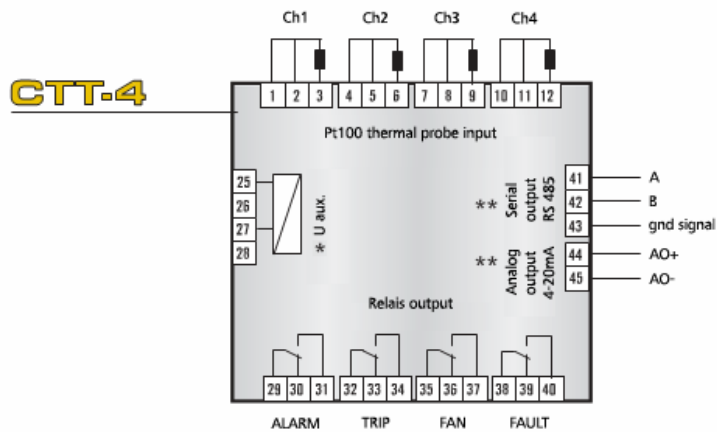 Ch1 Ch2 Ch3 Ch4
CTT-4
1 2 3 4 5 6 7 8 9 10 11 12
Pt100 thermal probe input
25
26
27
28
* U aux.
** Serial
output
RS 485
41 A
42 B
43 gnd signal
** Analog
output
4-20mA
44 AO+
45 AO-
Relais output
29 30 31 32 33 34 35 36 37 38 39 40
ALARM TRIP FAN FAULT